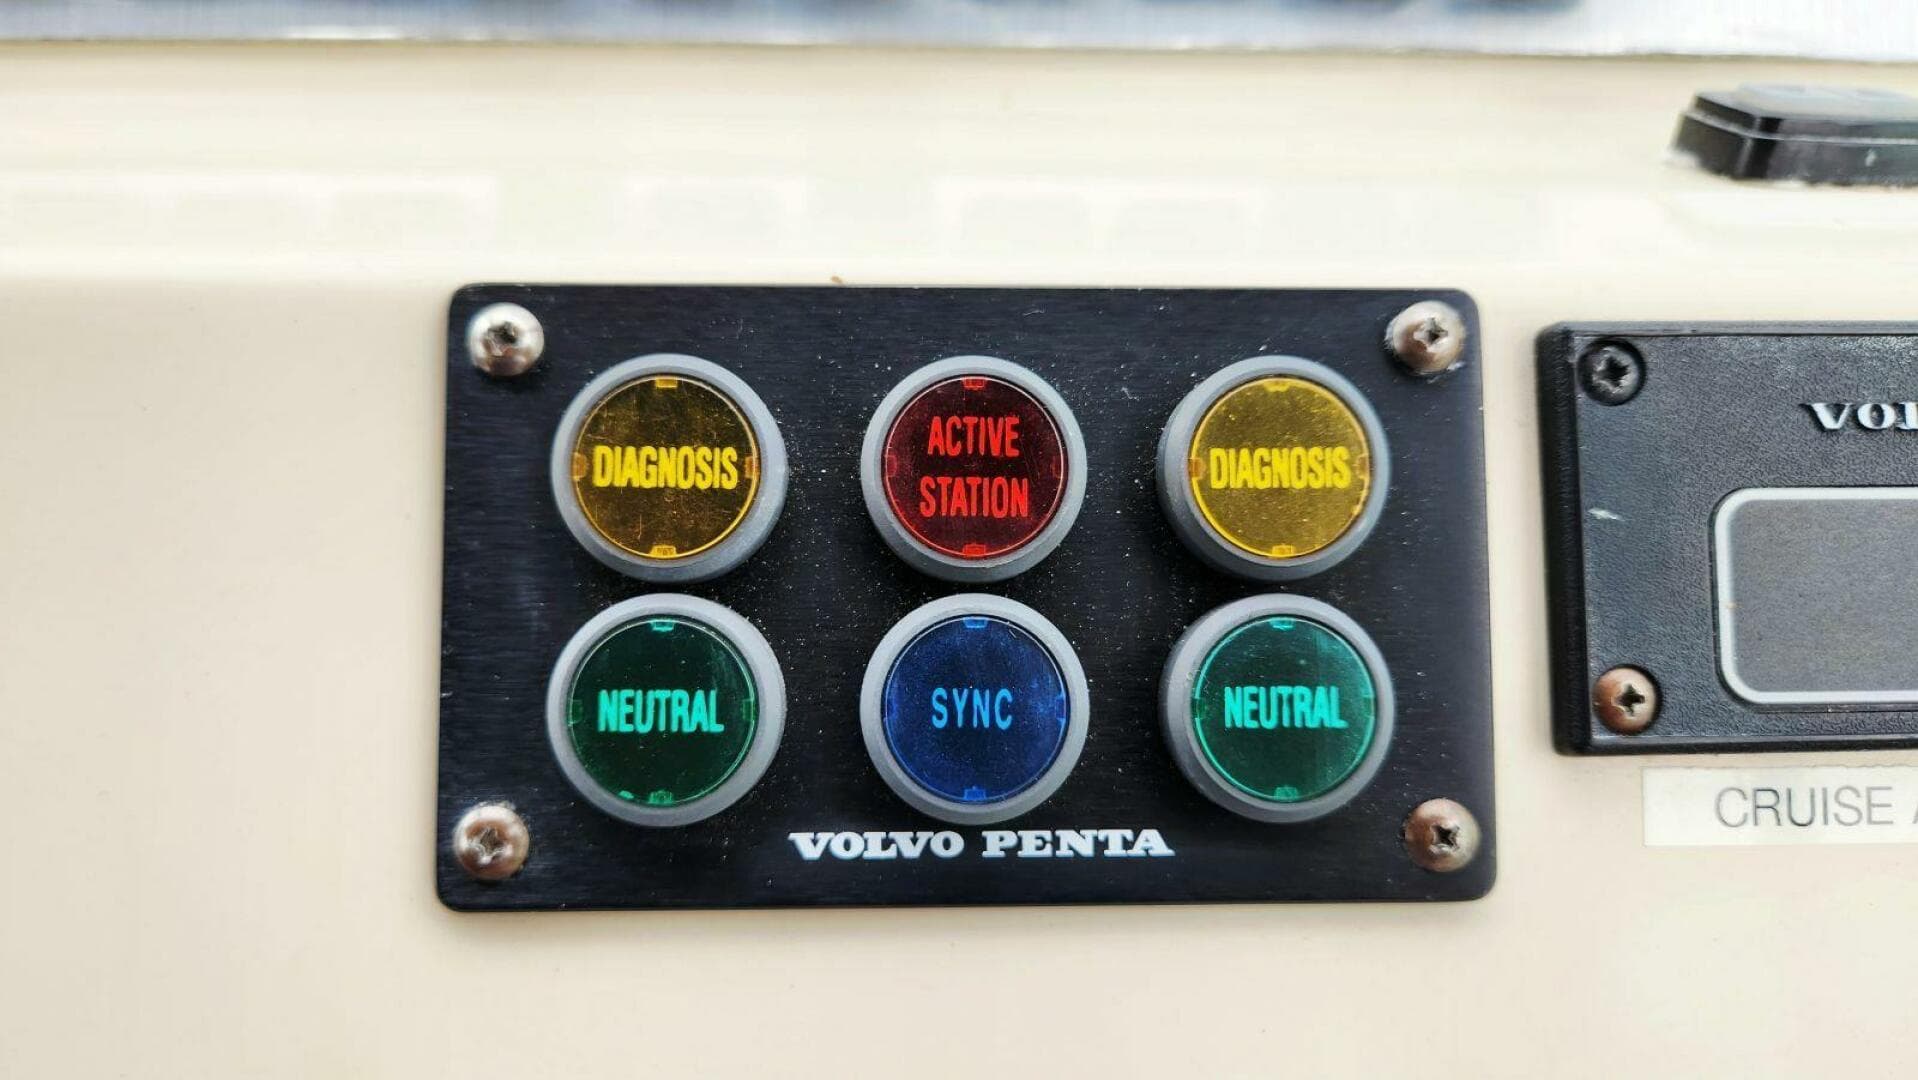 DIAGNOSIS
ACTIVE
STATION
DIAGNOSIS
NEUTRAL
SYNC
NEUTRAL
VOLVO PENTA
CRUISE